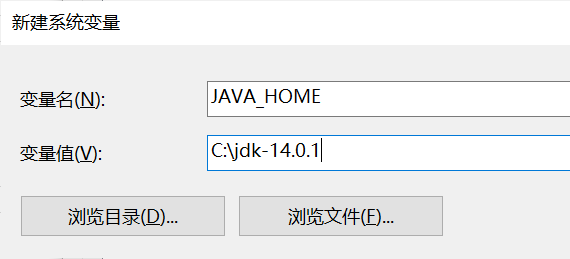 新建系统变量
变量名(N): JAVA_HOME
变量值(V): C:\jdk-14.0.1
浏览目录(D)... 浏览文件(F)...